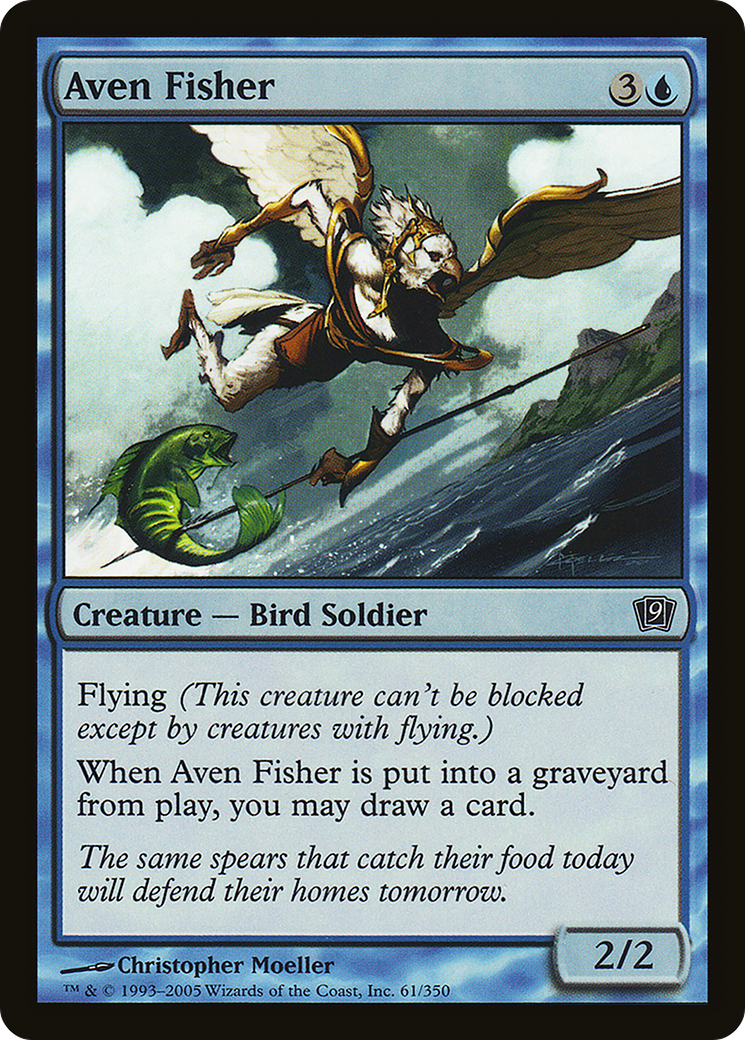 Aven Fisher 3
Creature — Bird Soldier 9
Flying (This creature can't be blocked
except by creatures with flying.)
When Aven Fisher is put into a graveyard
from play, you may draw a card.
The same spears that catch their food today
will defend their homes tomorrow.
2/2
Christopher Moeller
™ & © 1993–2005 Wizards of the Coast, Inc. 61/350